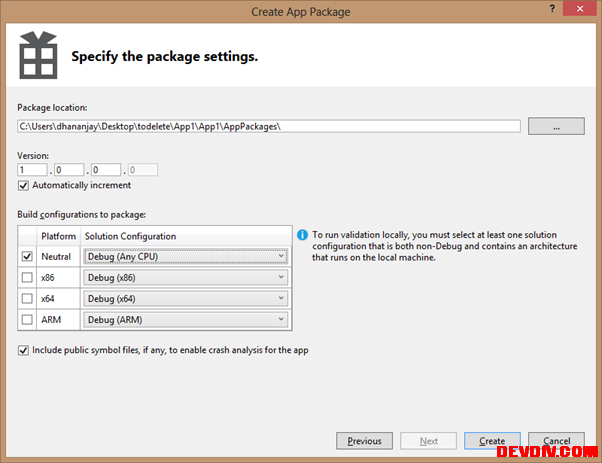 Create App Package
?
Specify the package settings.
Package location:
C:\Users\dhananjay\Desktop\todelete\App1\App1\AppPackages\
...
Version:
1 . 0 . 0 . 0
Automatically increment
Build configurations to package:
Platform Solution Configuration
Neutral Debug (Any CPU)
x86 Debug (x86)
x64 Debug (x64)
ARM Debug (ARM)
To run validation locally, you must select at least one solution
configuration that is both non-Debug and contains an architecture
that runs on the local machine.
Include public symbol files, if any, to enable crash analysis for the app
Previous Next Create Cancel
DEVDIV.COM